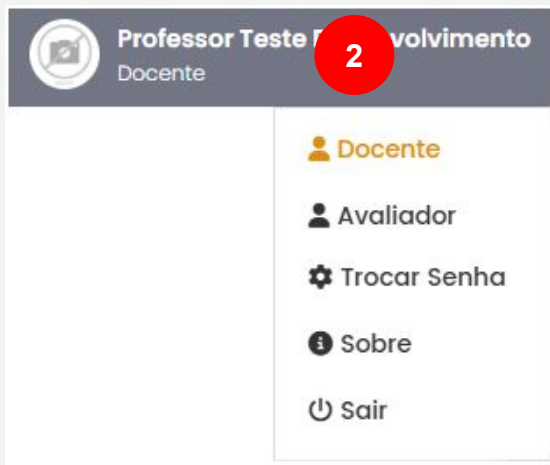 Professor Teste volvimento
2
Docente
Docente
Avaliador
Trocar Senha
Sobre
Sair